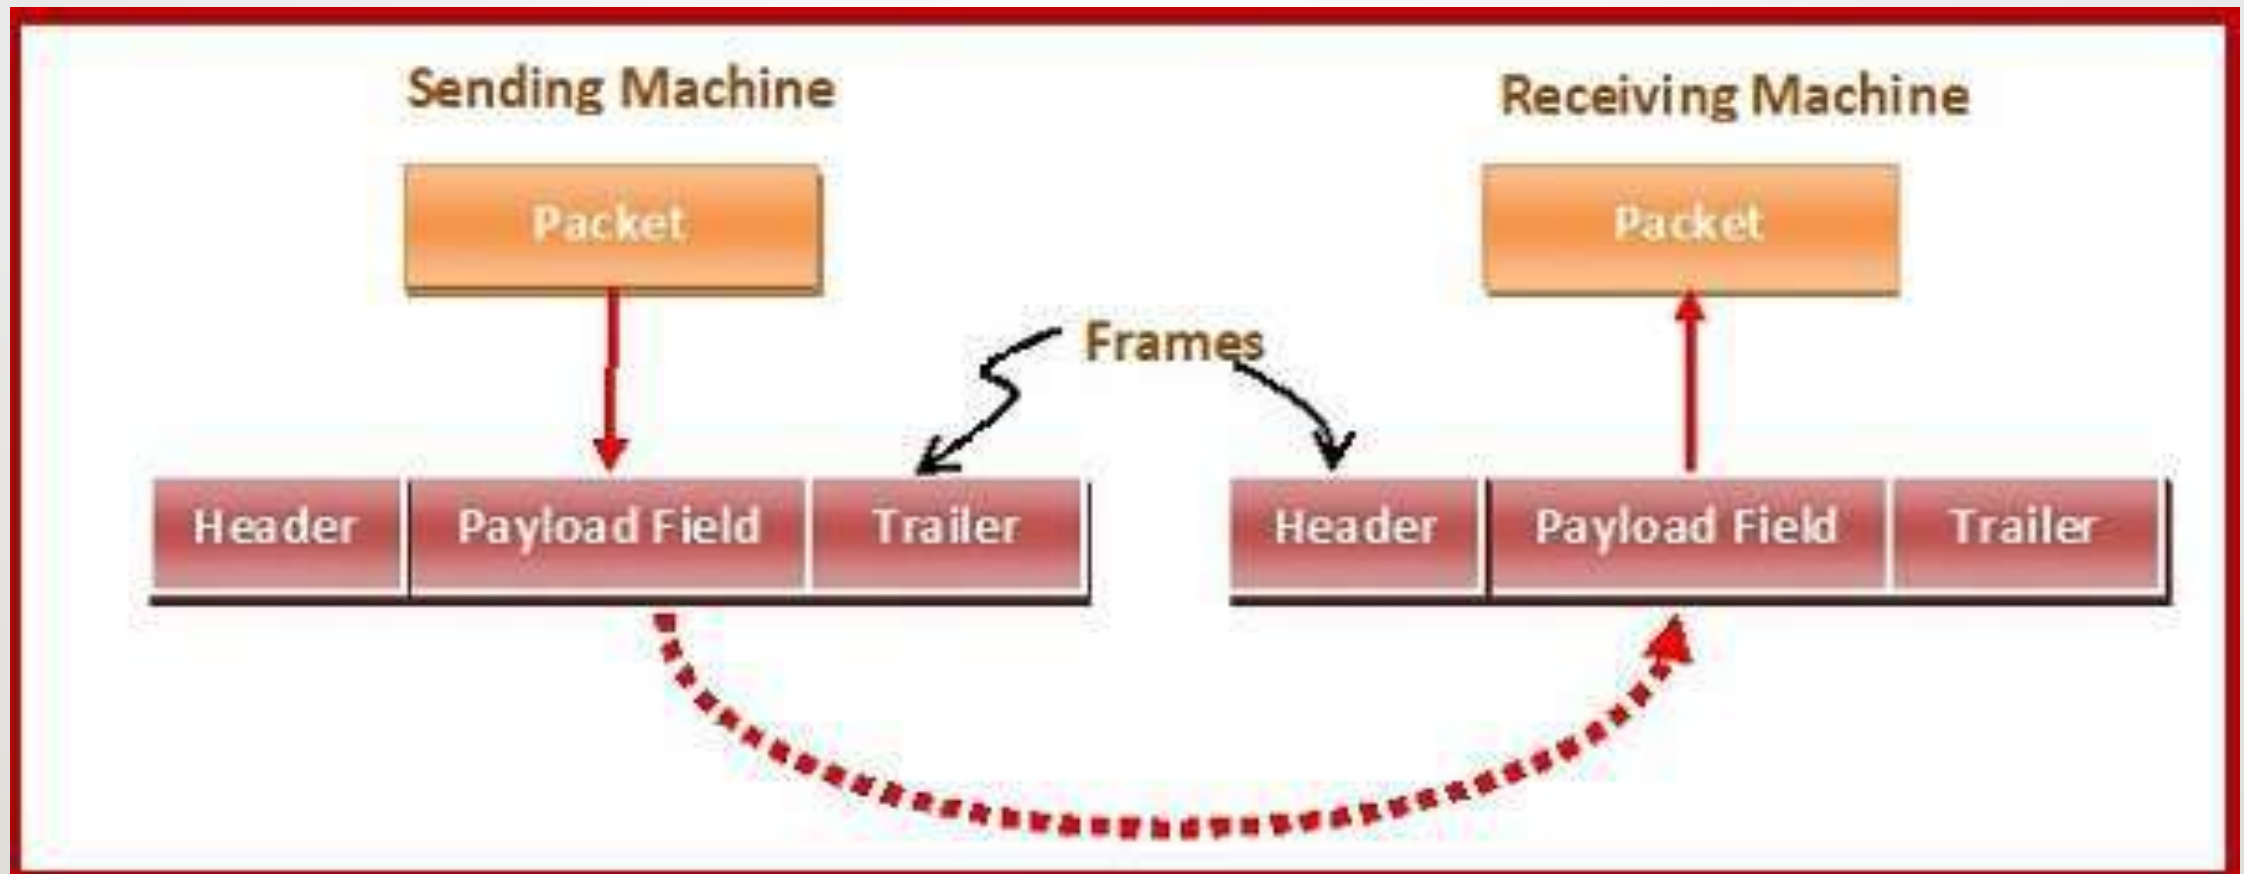 Sending Machine
Receiving Machine
Packet
Packet
Frames
Header
Payload Field
Trailer
Header
Payload Field
Trailer